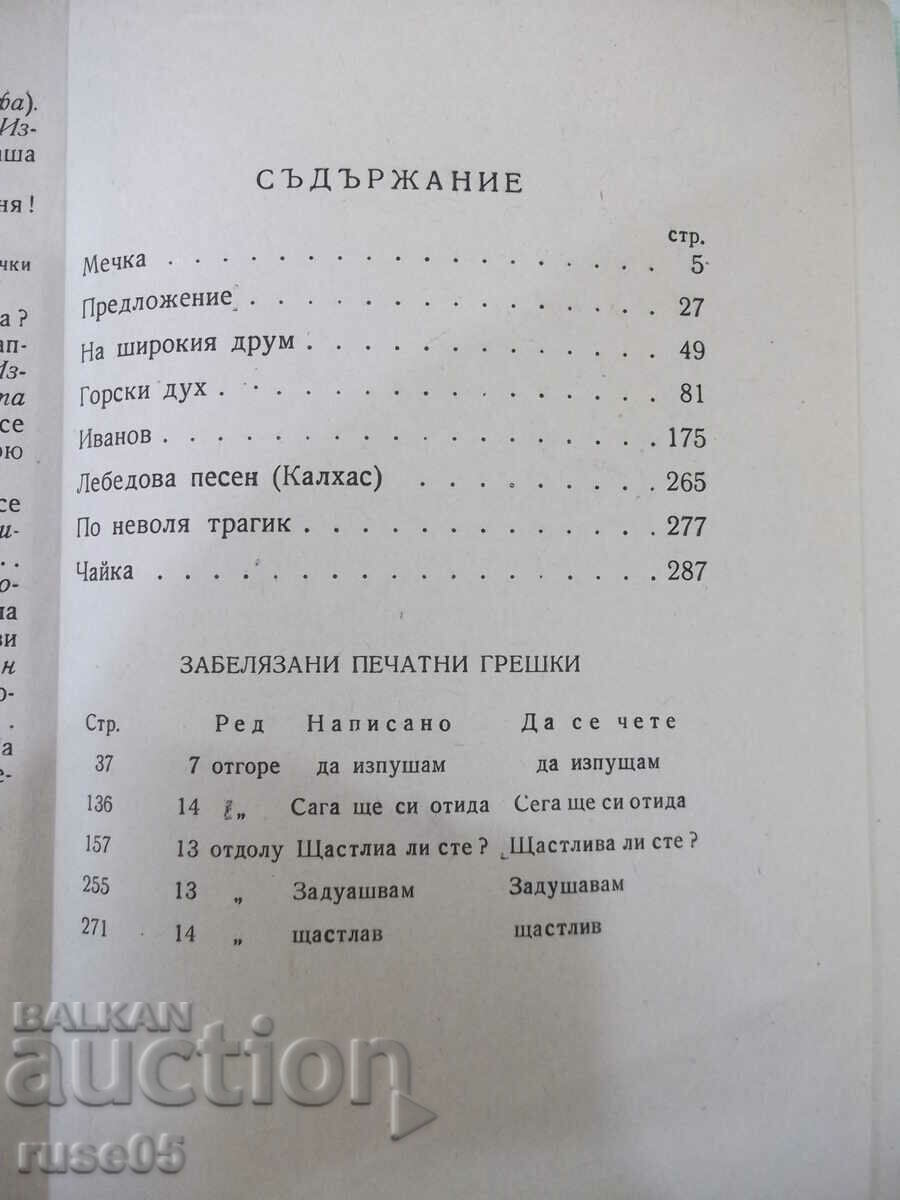 СЪДЪРЖАНИЕ
стр.
Мечка . . . . . . . . . . . . . . . . . . 5
Предложение . . . . . . . . . . . . . . . 27
На широкия друм . . . . . . . . . . . . . 49
Горски дух . . . . . . . . . . . . . . . . 81
Иванов . . . . . . . . . . . . . . . . . . 175
Лебедова песен (Калхас) . . . . . . . . . 265
По неволя трагик . . . . . . . . . . . . . 277
Чайка . . . . . . . . . . . . . . . . . . 287
ЗАБЕЛЯЗАНИ ПЕЧАТНИ ГРЕШКИ
Стр. Ред Написано Да се чете
37 7 отгоре да изпушам да изпущам
136 14 „ Сага ще си отида Сега ще си отида
157 13 отдолу Щастлиа ли сте? Щастлива ли сте?
255 13 „ Задуашвам Задушавам
271 14 „ щастлав щастлив
BALKAN
auction
ruse05